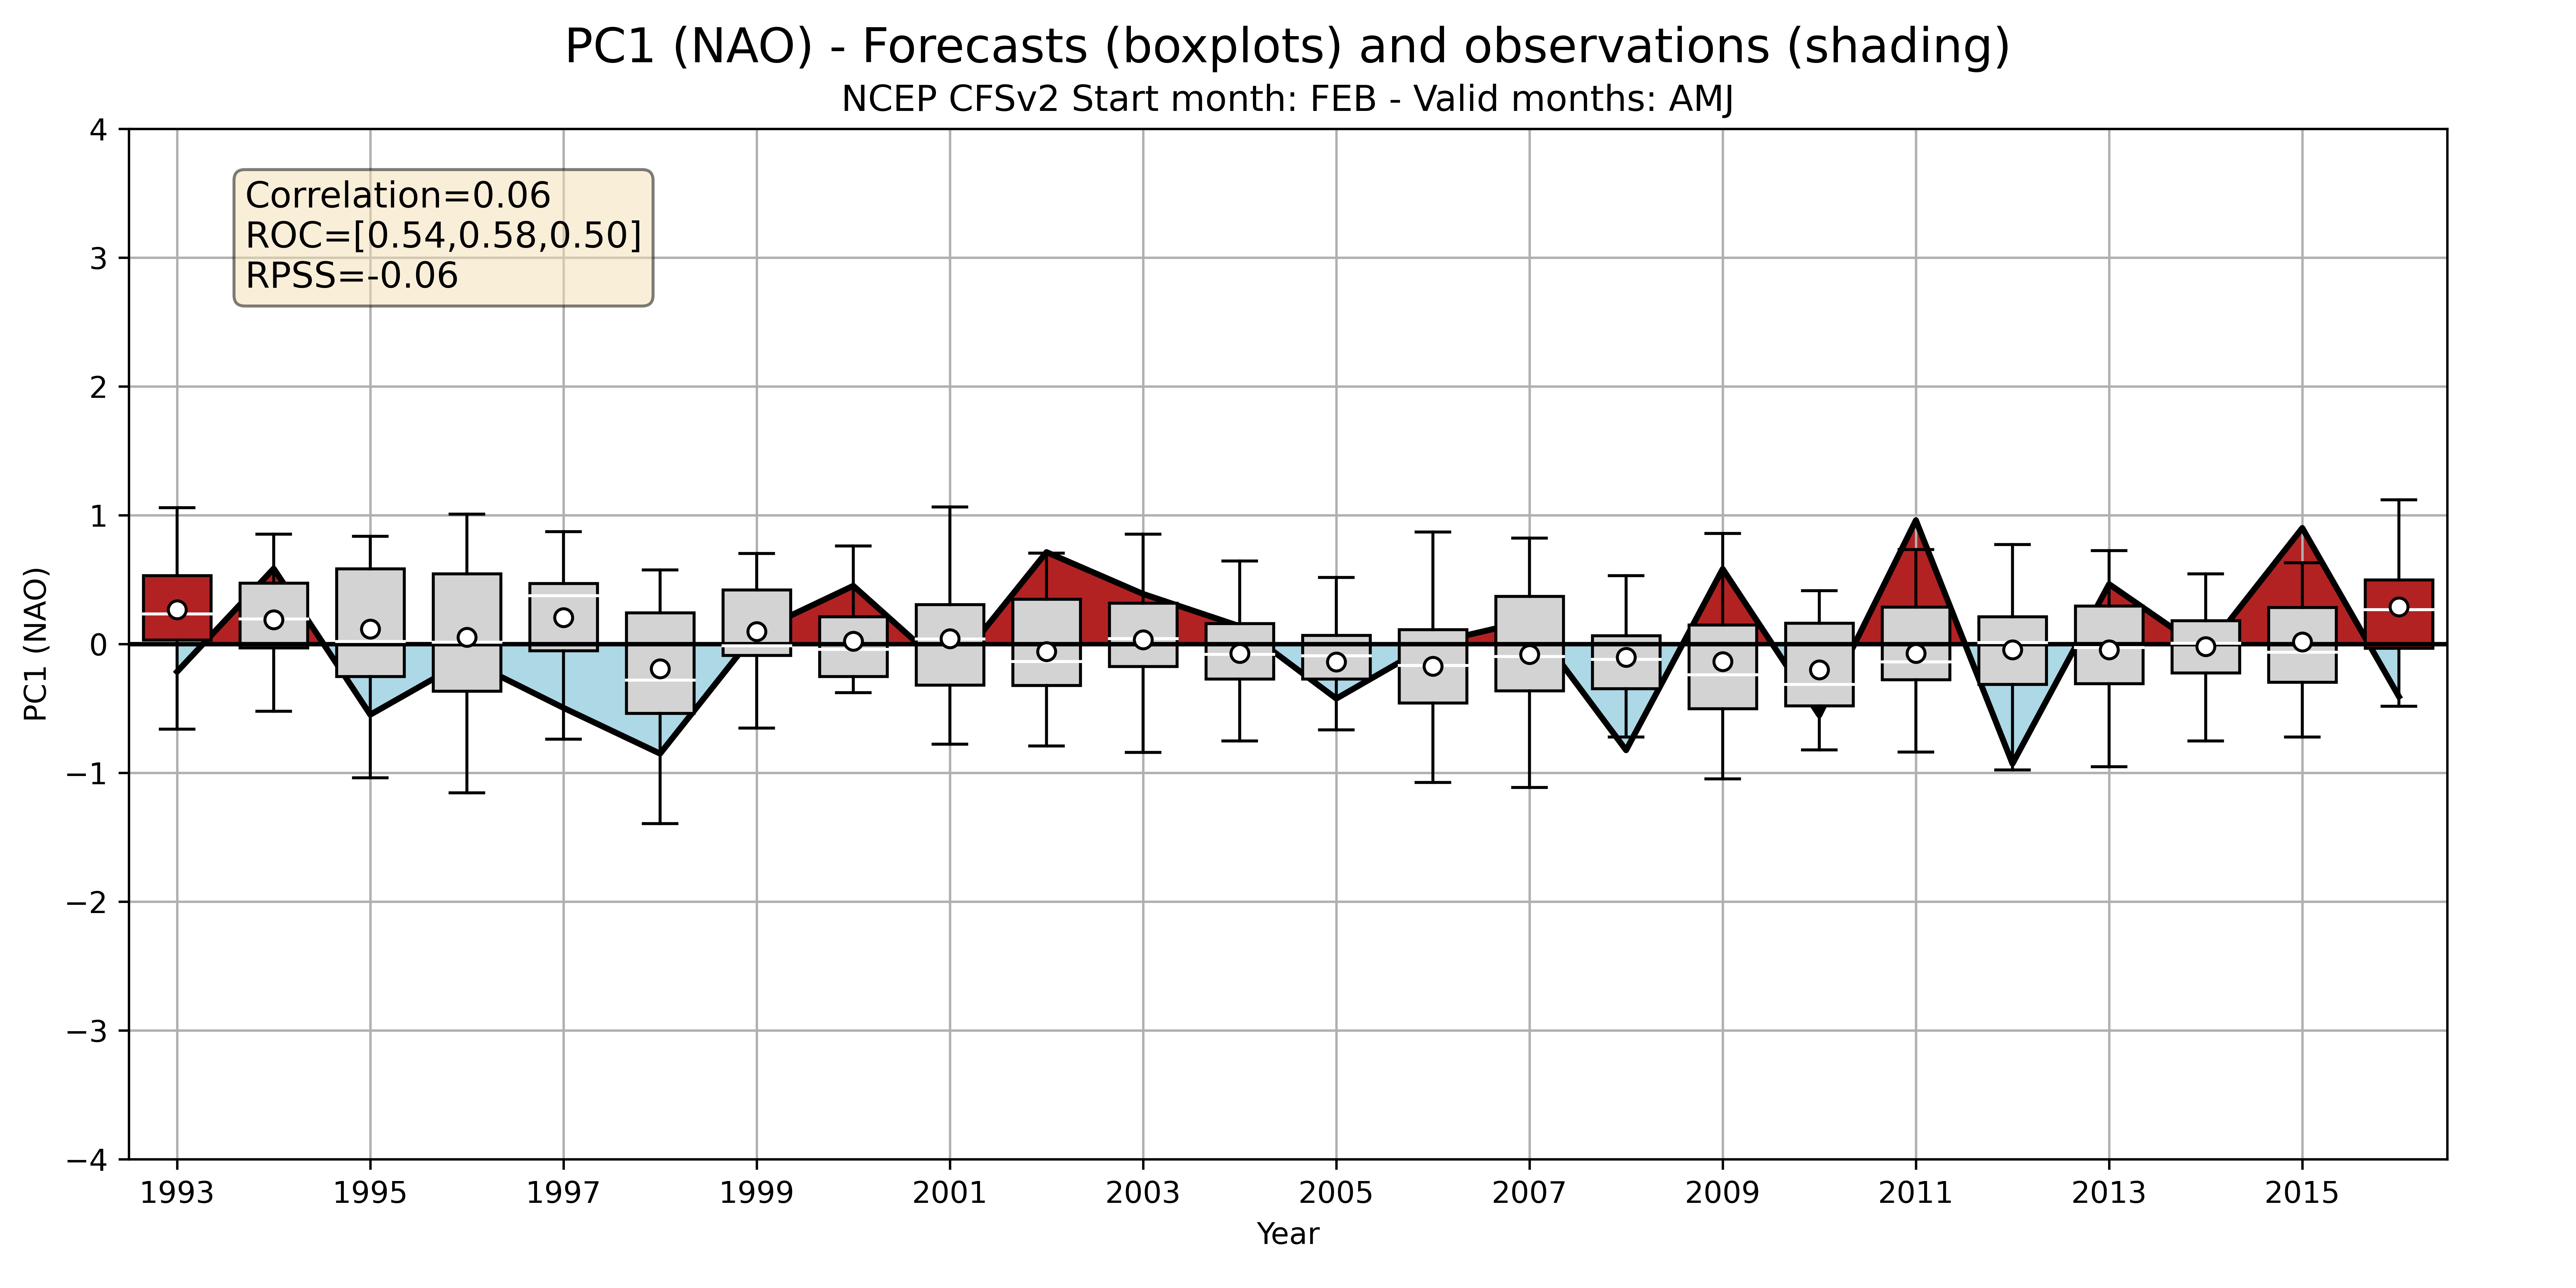 PC1 (NAO) - Forecasts (boxplots) and observations (shading)
NCEP CFSv2 Start month: FEB - Valid months: AMJ
Correlation=0.06
ROC=[0.54,0.58,0.50]
RPSS=-0.06
PC1 (NAO)
4
3
2
1
0
−1
−2
−3
−4
1993 1995 1997 1999 2001 2003 2005 2007 2009 2011 2013 2015
Year